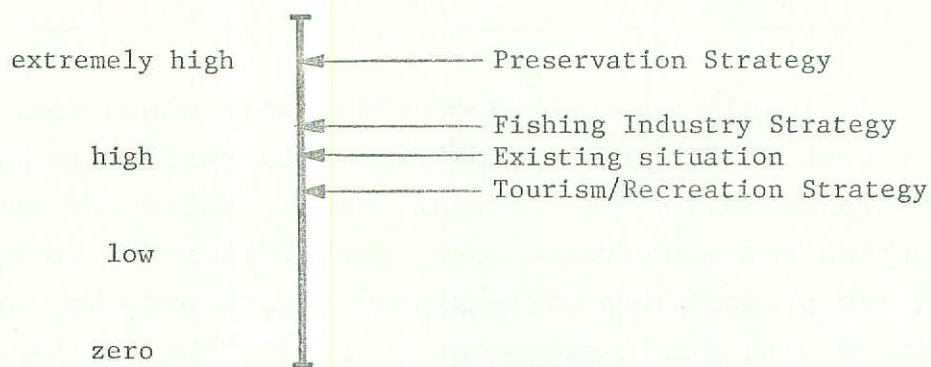 extremely high Preservation Strategy
Fishing Industry Strategy
high Existing situation
Tourism/Recreation Strategy
low
zero